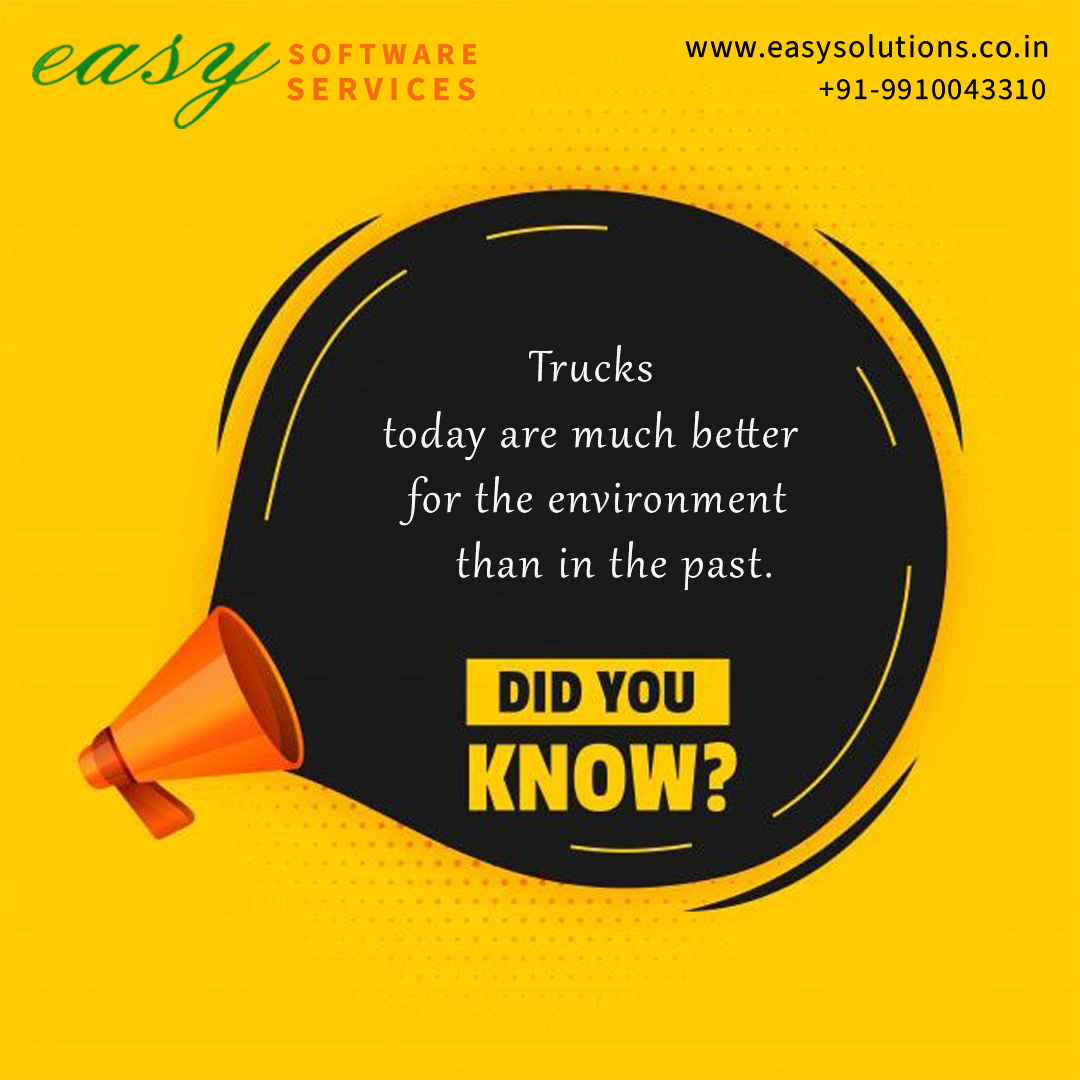 easy SOFTWARE
SERVICES
www.easysolutions.co.in
+91-9910043310
Trucks
today are much better
for the environment
than in the past.
DID YOU
KNOW?